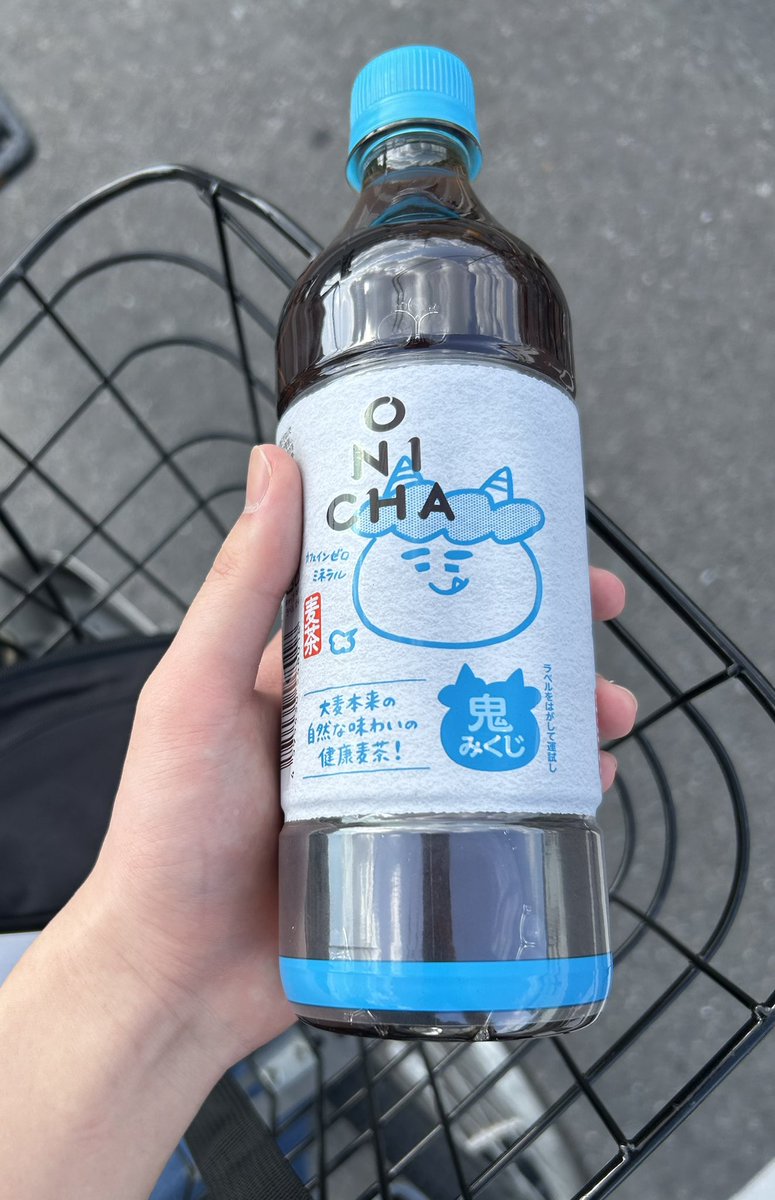 O
NI
CHA
カフェインゼロ
ミネラル
麦茶
大麦本来の
自然な味わいの
健康麦茶!
鬼
みくじ
ラベルをはがして運試し